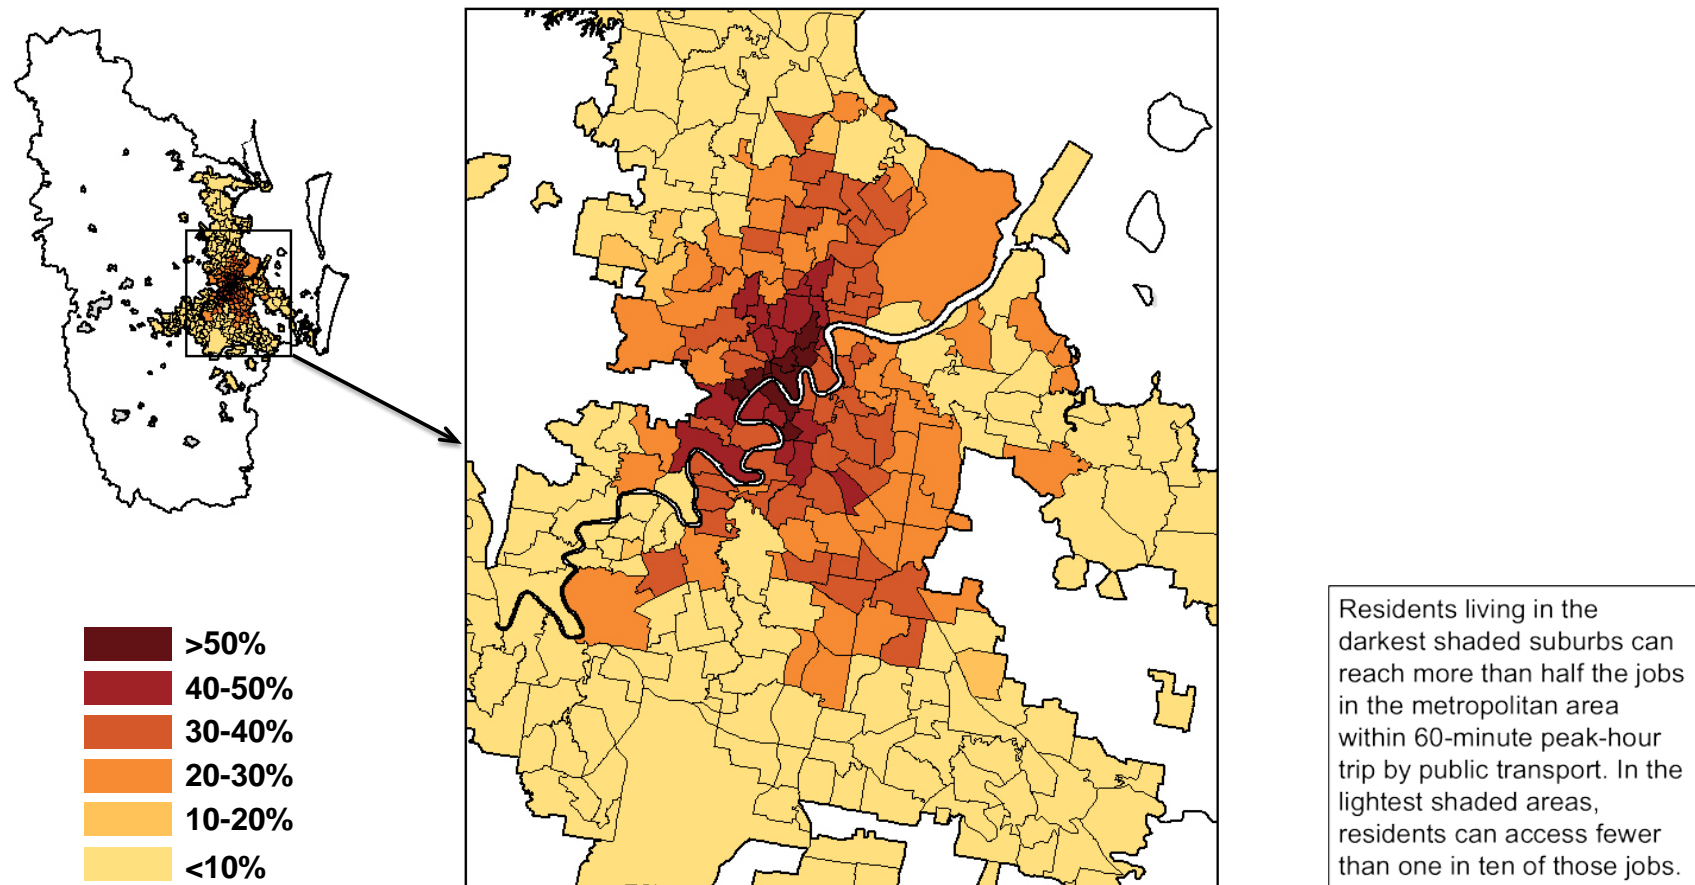 >50%
40-50%
30-40%
20-30%
10-20%
<10%
Residents living in the
darkest shaded suburbs can
reach more than half the jobs
in the metropolitan area
within 60-minute peak-hour
trip by public transport. In the
lightest shaded areas,
residents can access fewer
than one in ten of those jobs.